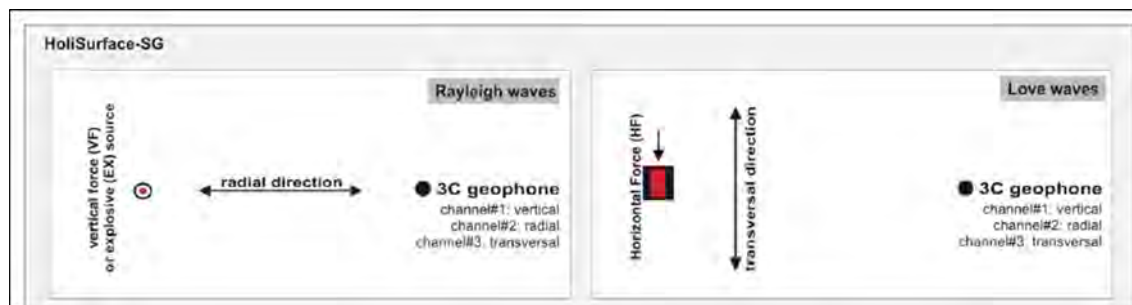 HoliSurface-SG
Rayleigh waves
vertical force (VF)
or explosive (EX) source
radial direction
3C geophone
channel#1: vertical
channel#2: radial
channel#3: transversal
Love waves
Horizontal Force (HF)
transversal direction
3C geophone
channel#1: vertical
channel#2: radial
channel#3: transversal